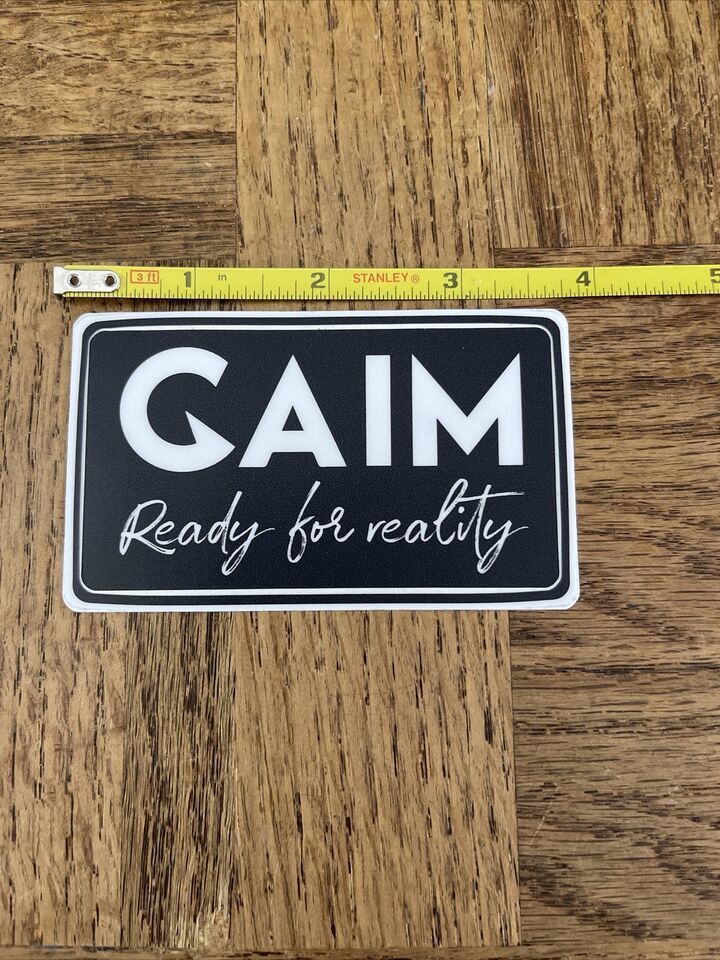 3 ft 1 in 2 STANLEY® 3 4 5
GAIM
Ready for reality